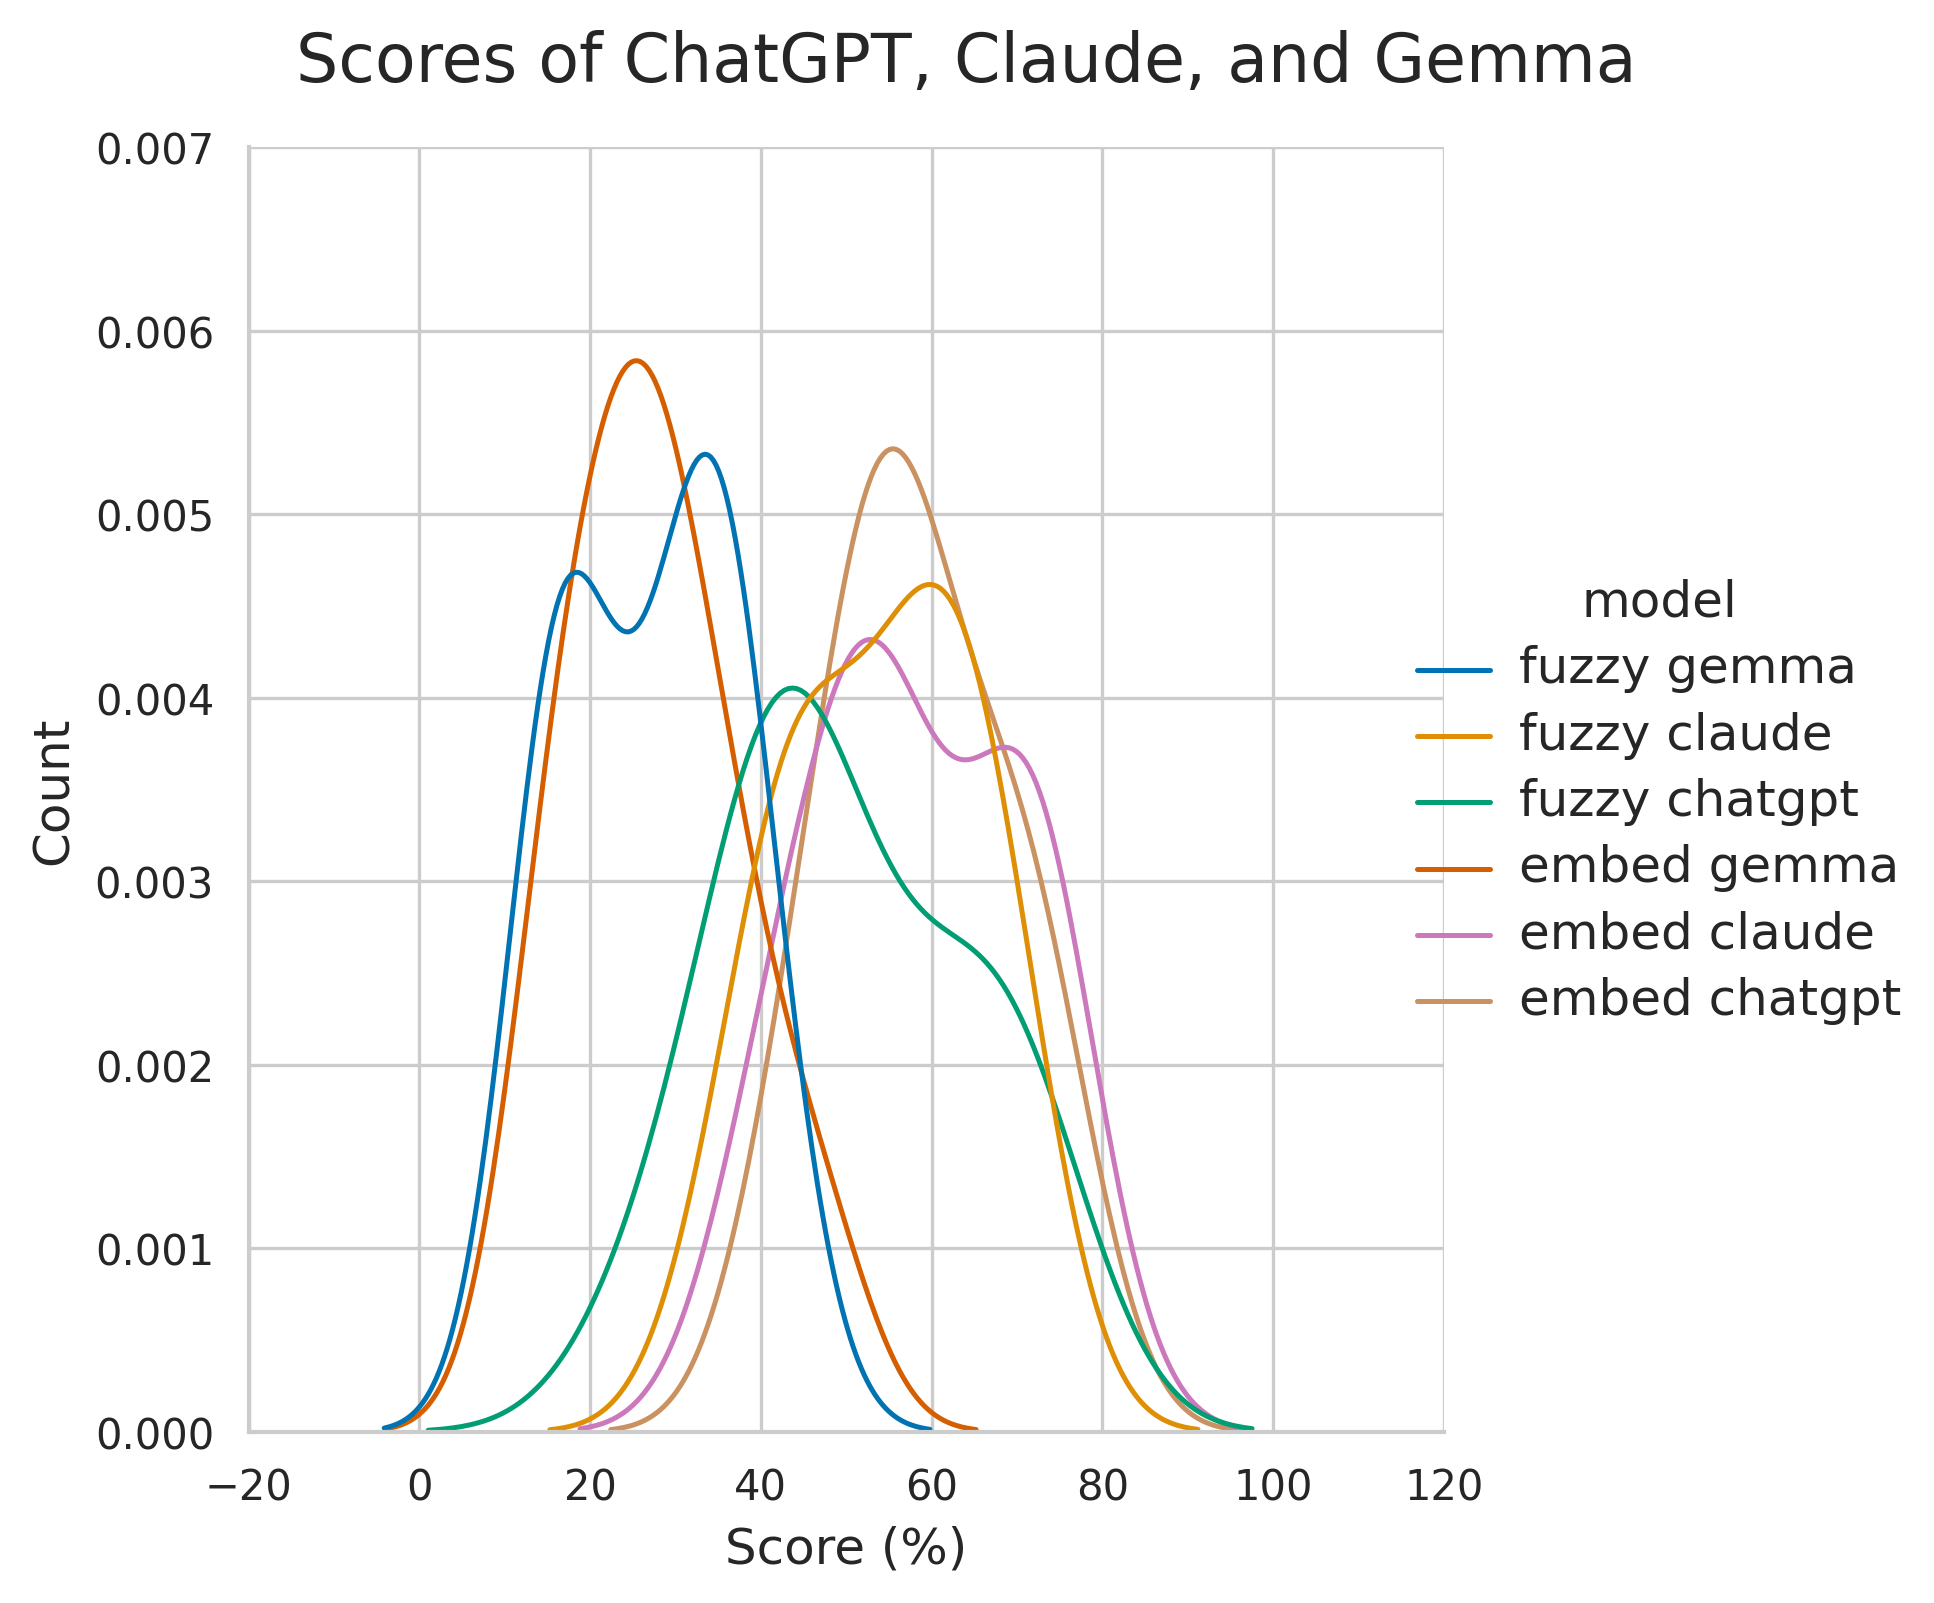 Scores of ChatGPT, Claude, and Gemma
0.007
0.006
0.005
0.004
0.003
0.002
0.001
0.000
Count
−20 0 20 40 60 80 100 120
Score (%)
model
fuzzy gemma
fuzzy claude
fuzzy chatgpt
embed gemma
embed claude
embed chatgpt